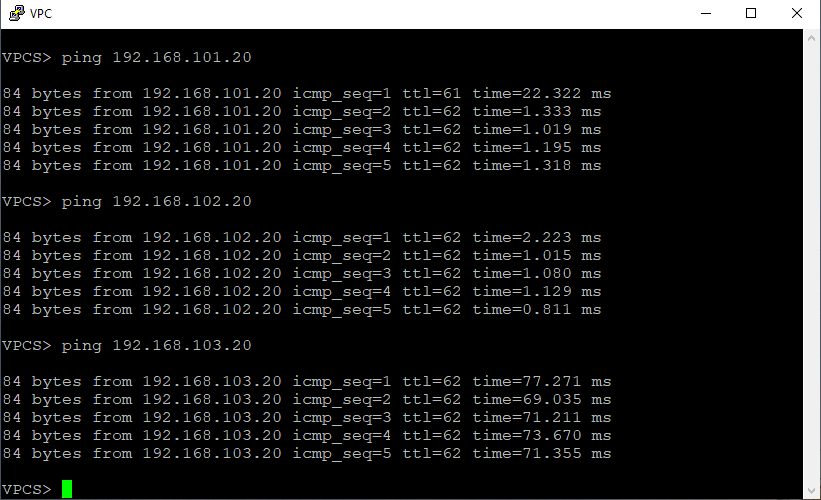 VPC
VPCS> ping 192.168.101.20
84 bytes from 192.168.101.20 icmp_seq=1 ttl=61 time=22.322 ms
84 bytes from 192.168.101.20 icmp_seq=2 ttl=62 time=1.333 ms
84 bytes from 192.168.101.20 icmp_seq=3 ttl=62 time=1.019 ms
84 bytes from 192.168.101.20 icmp_seq=4 ttl=62 time=1.195 ms
84 bytes from 192.168.101.20 icmp_seq=5 ttl=62 time=1.318 ms
VPCS> ping 192.168.102.20
84 bytes from 192.168.102.20 icmp_seq=1 ttl=62 time=2.223 ms
84 bytes from 192.168.102.20 icmp_seq=2 ttl=62 time=1.015 ms
84 bytes from 192.168.102.20 icmp_seq=3 ttl=62 time=1.080 ms
84 bytes from 192.168.102.20 icmp_seq=4 ttl=62 time=1.129 ms
84 bytes from 192.168.102.20 icmp_seq=5 ttl=62 time=0.811 ms
VPCS> ping 192.168.103.20
84 bytes from 192.168.103.20 icmp_seq=1 ttl=62 time=77.271 ms
84 bytes from 192.168.103.20 icmp_seq=2 ttl=62 time=69.035 ms
84 bytes from 192.168.103.20 icmp_seq=3 ttl=62 time=71.211 ms
84 bytes from 192.168.103.20 icmp_seq=4 ttl=62 time=73.670 ms
84 bytes from 192.168.103.20 icmp_seq=5 ttl=62 time=71.355 ms
VPCS>